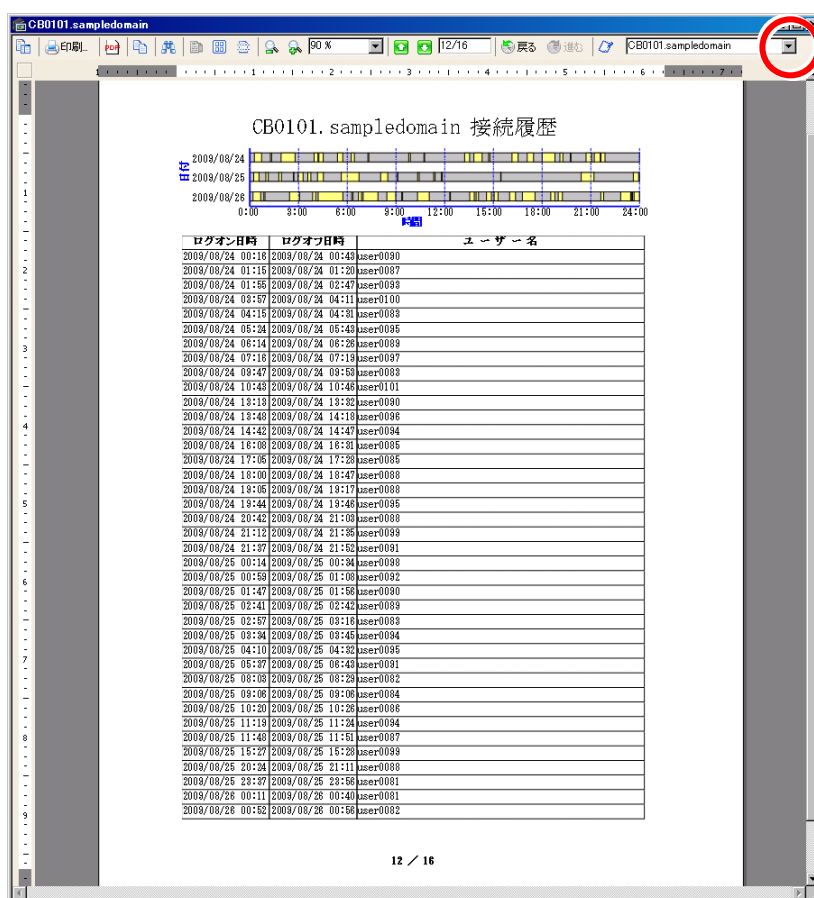 CB0101.sampledomain
印刷... PDF 90 % 12/16 戻る 進む CB0101.sampledomain
1 1 2 3 4 5 6 7
CB0101.sampledomain 接続履歴
日付
2009/08/24
2009/08/25
2009/08/26
0:00 3:00 6:00 9:00 12:00 15:00 18:00 21:00 24:00
時間
ログオン日時 ログオフ日時 ユーザー名
2009/08/24 00:16 2009/08/24 00:43 user0090
2009/08/24 01:15 2009/08/24 01:20 user0087
2009/08/24 01:55 2009/08/24 02:47 user0093
2009/08/24 03:57 2009/08/24 04:11 user0100
2009/08/24 04:15 2009/08/24 04:31 user0083
2009/08/24 05:24 2009/08/24 05:43 user0095
2009/08/24 06:14 2009/08/24 06:26 user0089
2009/08/24 07:16 2009/08/24 07:19 user0097
2009/08/24 09:47 2009/08/24 09:53 user0083
2009/08/24 10:43 2009/08/24 10:46 user0101
2009/08/24 13:13 2009/08/24 13:32 user0090
2009/08/24 13:48 2009/08/24 14:18 user0096
2009/08/24 14:42 2009/08/24 14:47 user0094
2009/08/24 16:08 2009/08/24 16:31 user0085
2009/08/24 17:05 2009/08/24 17:28 user0085
2009/08/24 18:00 2009/08/24 18:47 user0088
2009/08/24 19:05 2009/08/24 19:17 user0088
2009/08/24 19:44 2009/08/24 19:46 user0095
2009/08/24 20:42 2009/08/24 21:03 user0088
2009/08/24 21:12 2009/08/24 21:35 user0099
2009/08/24 21:37 2009/08/24 21:52 user0091
2009/08/25 00:14 2009/08/25 00:34 user0098
2009/08/25 00:59 2009/08/25 01:08 user0092
2009/08/25 01:47 2009/08/25 01:56 user0090
2009/08/25 02:41 2009/08/25 02:42 user0089
2009/08/25 02:57 2009/08/25 03:16 user0083
2009/08/25 03:34 2009/08/25 03:45 user0094
2009/08/25 04:10 2009/08/25 04:32 user0095
2009/08/25 05:37 2009/08/25 06:43 user0091
2009/08/25 08:03 2009/08/25 08:29 user0082
2009/08/25 09:06 2009/08/25 09:06 user0084
2009/08/25 10:20 2009/08/25 10:26 user0086
2009/08/25 11:19 2009/08/25 11:24 user0094
2009/08/25 11:48 2009/08/25 11:51 user0087
2009/08/25 15:27 2009/08/25 15:28 user0099
2009/08/25 20:24 2009/08/25 21:11 user0088
2009/08/25 23:37 2009/08/25 23:56 user0081
2009/08/26 00:11 2009/08/26 00:40 user0081
2009/08/26 00:52 2009/08/26 00:56 user0082
1
2
3
4
5
6
7
8
9
12 / 16